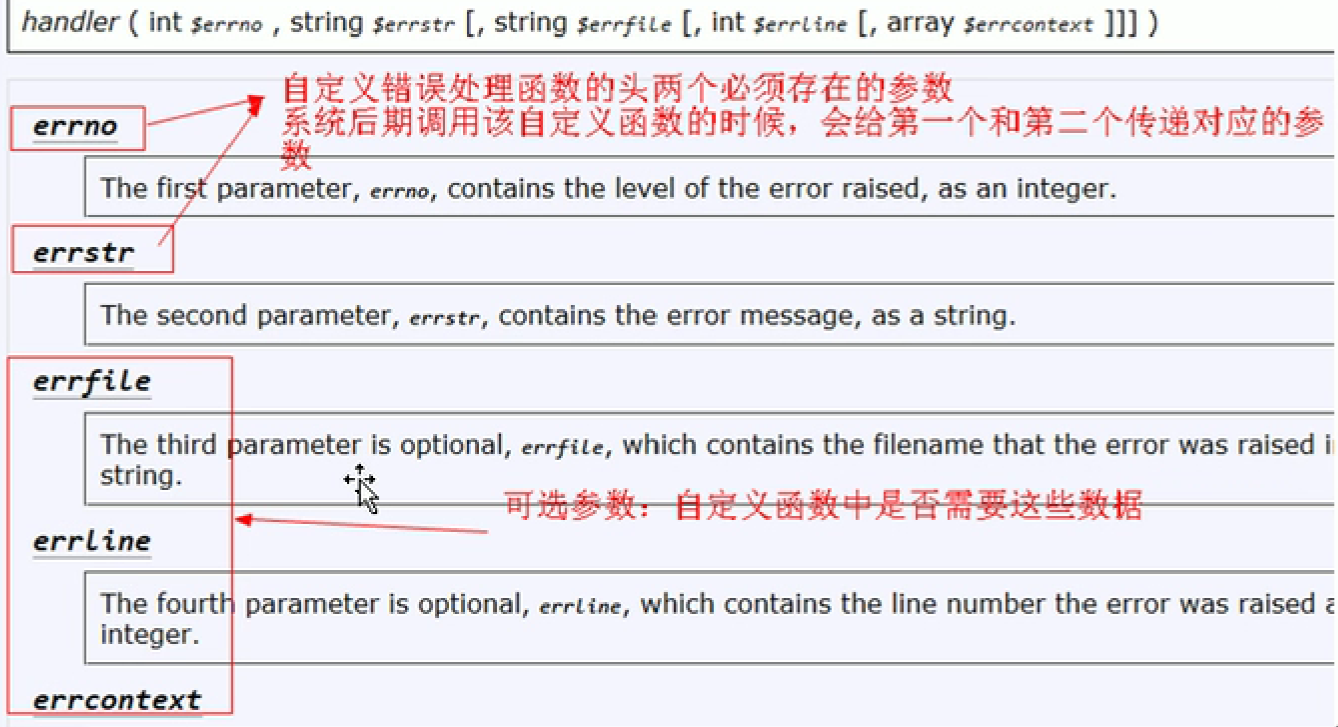 handler ( int $errno , string $errstr [, string $errfile [, int $errline [, array $errcontext ]]] )
自定义错误处理函数的头两个必须存在的参数
errno
系统后期调用该自定义函数的时候，会给第一个和第二个传递对应的参
数
The first parameter, errno, contains the level of the error raised, as an integer.
errstr
The second parameter, errstr, contains the error message, as a string.
errfile
The third parameter is optional, errfile, which contains the filename that the error was raised i
string.
可选参数：自定义函数中是否需要这些数据
errline
The fourth parameter is optional, errline, which contains the line number the error was raised a
integer.
errcontext